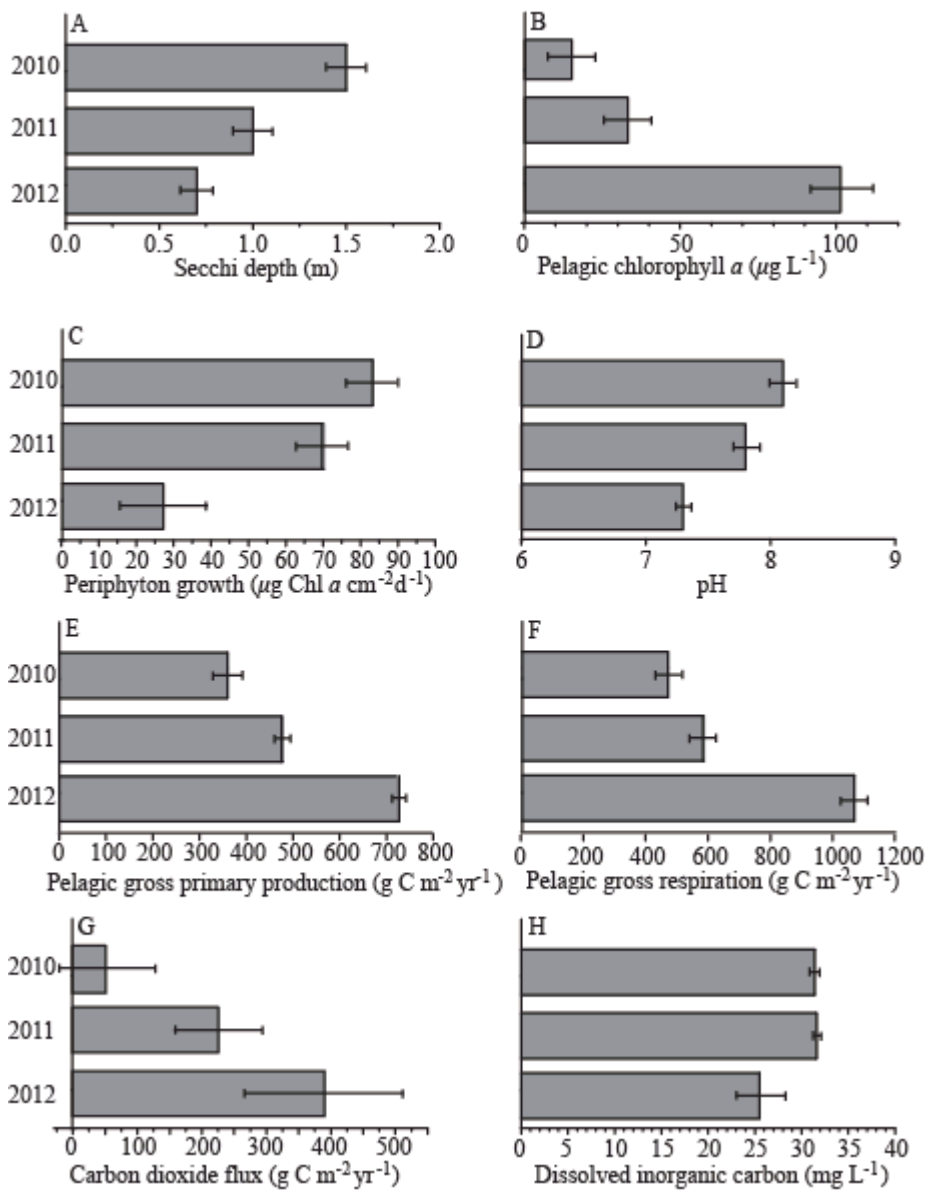 A
2010
2011
2012
0.0 0.5 1.0 1.5 2.0
Secchi depth (m)
B
0 50 100
Pelagic chlorophyll a (µg L⁻¹)
C
2010
2011
2012
0 10 20 30 40 50 60 70 80 90 100
Periphyton growth (µg Chl a cm⁻²d⁻¹)
D
6 7 8 9
pH
E
2010
2011
2012
0 100 200 300 400 500 600 700 800
Pelagic gross primary production (g C m⁻²yr⁻¹)
F
0 200 400 600 800 1000 1200
Pelagic gross respiration (g C m⁻²yr⁻¹)
G
2010
2011
2012
0 100 200 300 400 500
Carbon dioxide flux (g C m⁻²yr⁻¹)
H
0 5 10 15 20 25 30 35 40
Dissolved inorganic carbon (mg L⁻¹)